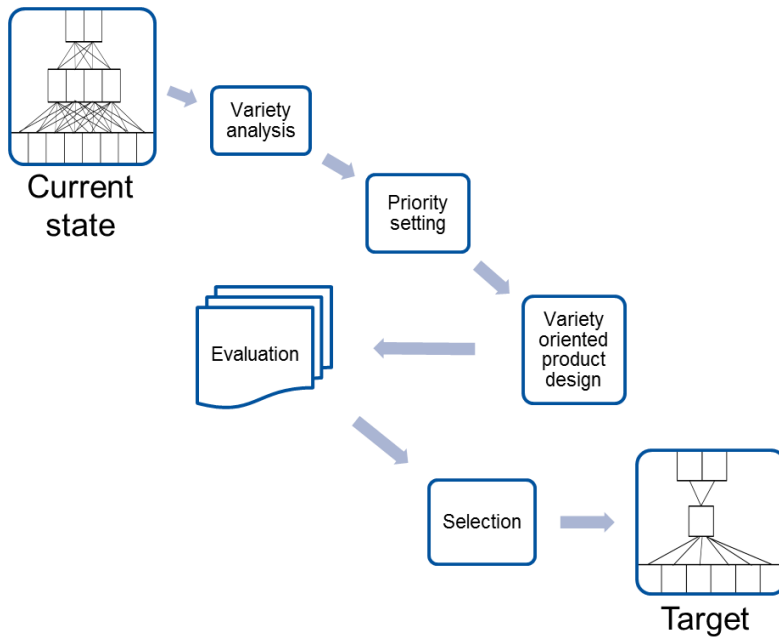 Current
state
Variety
analysis
Priority
setting
Variety
oriented
product
design
Evaluation
Selection
Target